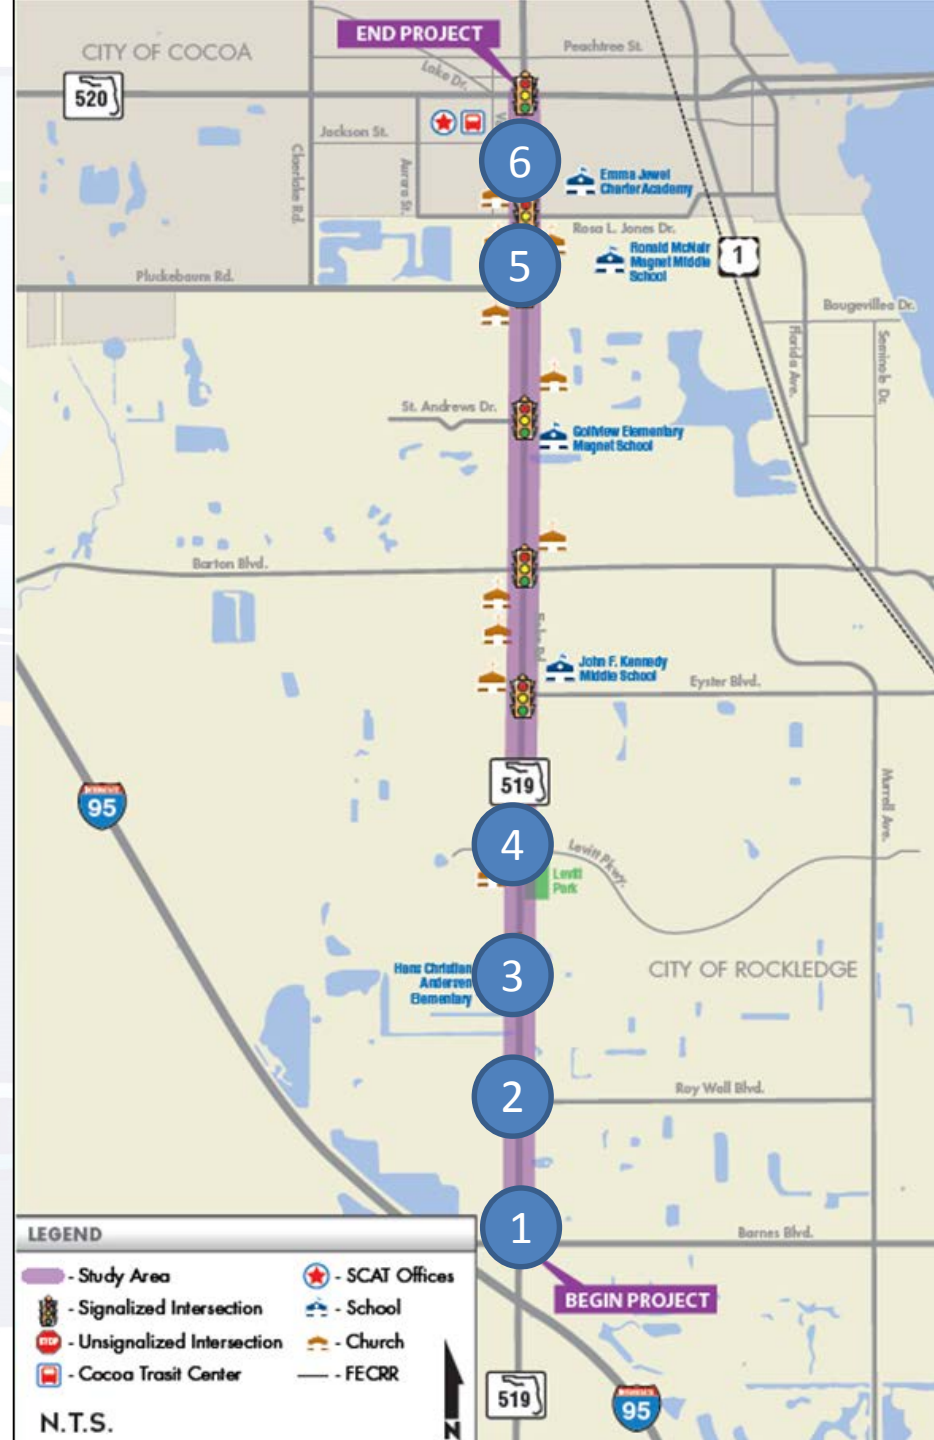 END PROJECT
CITY OF COCOA
Peachtree St.
Lake Dr.
520
Jackson St.
6
Emma Jewel
Charter Academy
Clearlake Rd.
Aurora St.
Rosa L. Jones Dr.
Ronald McNair
Magnet Middle
School
1
5
Pluckebaum Rd.
Bougevillea Dr.
Florida Ave.
Seminole Dr.
St. Andrews Dr.
Golfview Elementary
Magnet School
Barton Blvd.
John F. Kennedy
Middle School
Eyster Blvd.
519
95
Murrell Ave.
4
Levitt Pkwy.
Levitt
Park
3
Hans Christian
Andersen
Elementary
CITY OF ROCKLEDGE
2
Roy Wall Blvd.
1
Barnes Blvd.
BEGIN PROJECT
LEGEND
- Study Area
- SCAT Offices
- Signalized Intersection
- School
STOP - Unsignalized Intersection
- Church
- Cocoa Trasit Center
- FECRR
N.T.S.
N
519
95